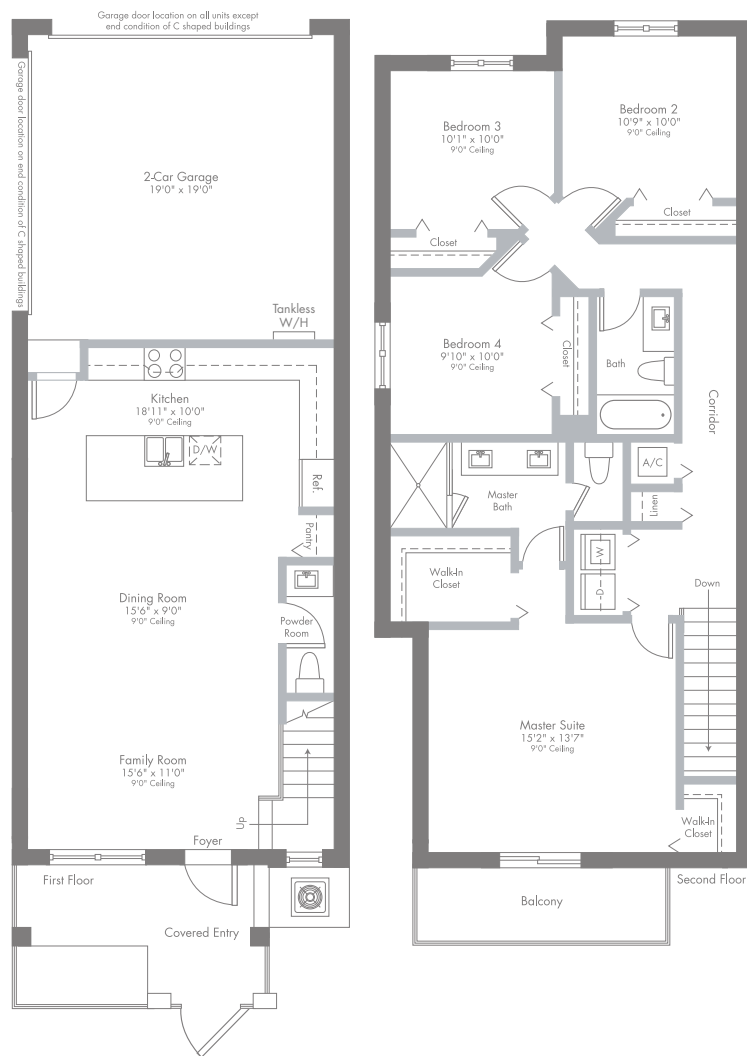 Garage door location on all units except
end condition of C shaped buildings
Garage door location on end condition of C shaped buildings
2-Car Garage
19'0" x 19'0"
Tankless
W/H
Kitchen
18'11" x 10'0"
9'0" Ceiling
D/W
Ref.
Pantry
Dining Room
15'6" x 9'0"
9'0" Ceiling
Powder
Room
Family Room
15'6" x 11'0"
9'0" Ceiling
Up
Foyer
First Floor
Covered Entry
Bedroom 3
10'1" x 10'0"
9'0" Ceiling
Closet
Bedroom 2
10'9" x 10'0"
9'0" Ceiling
Closet
Bedroom 4
9'10" x 10'0"
9'0" Ceiling
Closet
Bath
Corridor
A/C
Linen
Master
Bath
Walk-In
Closet
W
D
Down
Master Suite
15'2" x 13'7"
9'0" Ceiling
Walk-In
Closet
Second Floor
Balcony